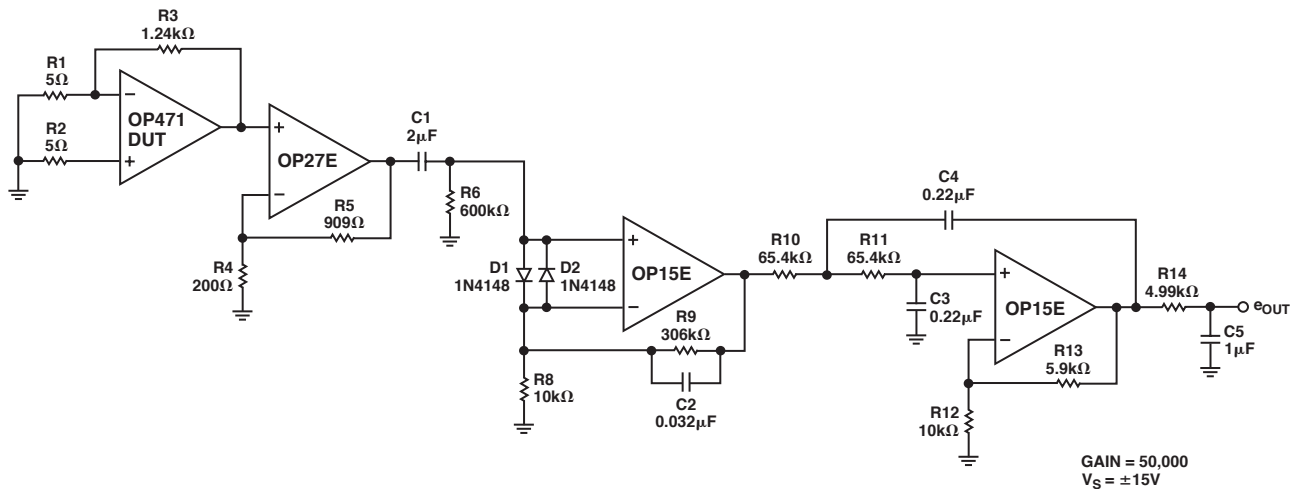 R3
1.24kΩ
R1
5Ω
−
OP471
DUT
+
R2
5Ω
+
OP27E
−
R5
909Ω
R4
200Ω
C1
2μF
R6
600kΩ
D1
1N4148
D2
1N4148
+
OP15E
−
R9
306kΩ
C2
0.032μF
R8
10kΩ
R10
65.4kΩ
R11
65.4kΩ
C4
0.22μF
C3
0.22μF
+
OP15E
−
R13
5.9kΩ
R12
10kΩ
R14
4.99kΩ
eOUT
C5
1μF
GAIN = 50,000
VS = ±15V